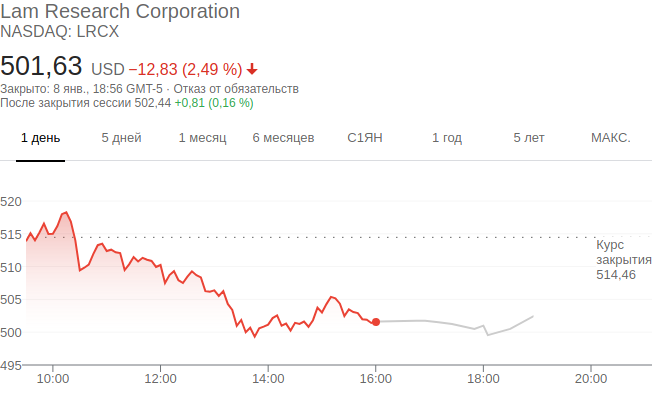 Lam Research Corporation
NASDAQ: LRCX
501,63 USD −12,83 (2,49 %)
Закрыто: 8 янв., 18:56 GMT-5 · Отказ от обязательств
После закрытия сессии 502,44 +0,81 (0,16 %)
1 день 5 дней 1 месяц 6 месяцев С1ЯН 1 год 5 лет МАКС.
520
515
510
505
500
495
Курс
закрытия
514,46
10:00 12:00 14:00 16:00 18:00 20:00